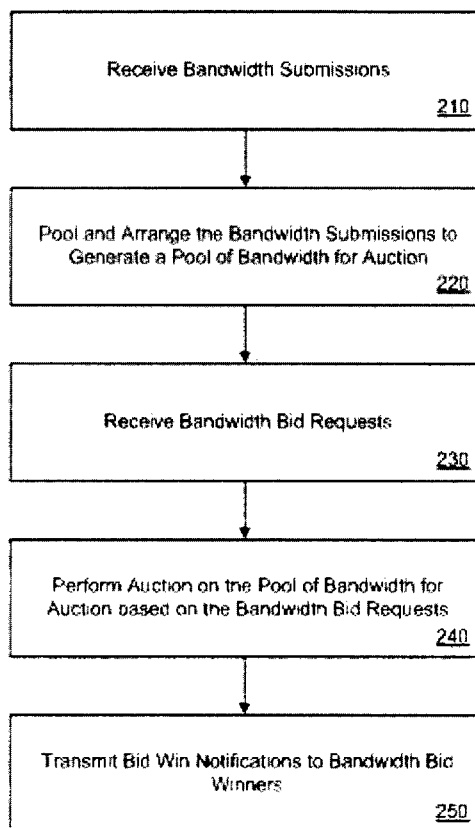 Receive Bandwidth Submissions
210
Pool and Arrange the Bandwidth Submissions to
Generate a Pool of Bandwidth for Auction
220
Receive Bandwidth Bid Requests
230
Perform Auction on the Pool of Bandwidth for
Auction based on the Bandwidth Bid Requests
240
Transmit Bid Win Notifications to Bandwidth Bid
Winners
250